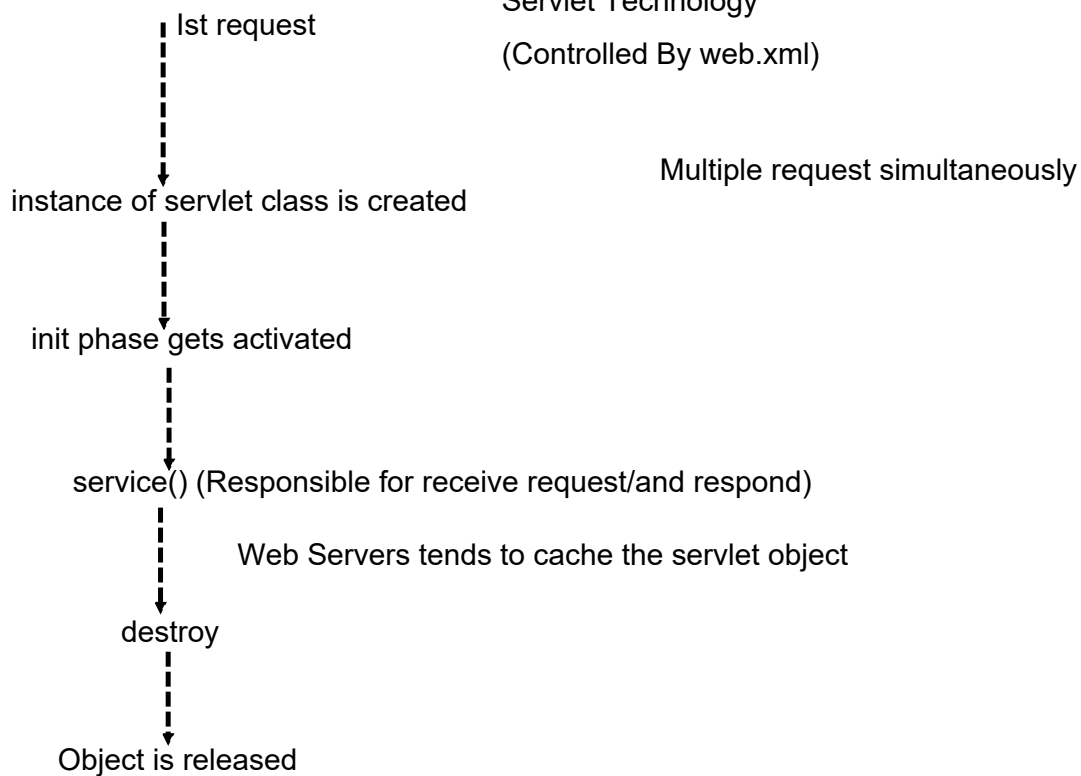 Ist request
Servlet Technology
(Controlled By web.xml)
Multiple request simultaneously
instance of servlet class is created
init phase gets activated
service() (Responsible for receive request/and respond)
Web Servers tends to cache the servlet object
destroy
Object is released